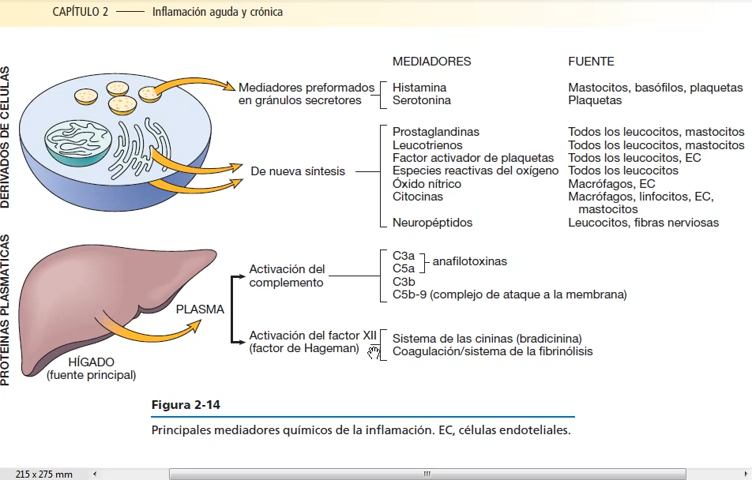 CAPÍTULO 2 —— Inflamación aguda y crónica
MEDIADORES
FUENTE
DERIVADOS DE CÉLULAS
Mediadores preformados
en gránulos secretores
Histamina
Mastocitos, basófilos, plaquetas
Serotonina
Plaquetas
De nueva síntesis
Prostaglandinas
Todos los leucocitos, mastocitos
Leucotrienos
Todos los leucocitos, mastocitos
Factor activador de plaquetas
Todos los leucocitos, EC
Especies reactivas del oxígeno
Todos los leucocitos
Óxido nítrico
Macrófagos, EC
Citocinas
Macrófagos, linfocitos, EC,
mastocitos
Neuropéptidos
Leucocitos, fibras nerviosas
PROTEÍNAS PLASMÁTICAS
HÍGADO
(fuente principal)
PLASMA
Activación del
complemento
C3a
C5a
anafilotoxinas
C3b
C5b-9 (complejo de ataque a la membrana)
Activación del factor XII
(factor de Hageman)
Sistema de las cininas (bradicinina)
Coagulación/sistema de la fibrinólisis
Figura 2-14
Principales mediadores químicos de la inflamación. EC, células endoteliales.
215 x 275 mm